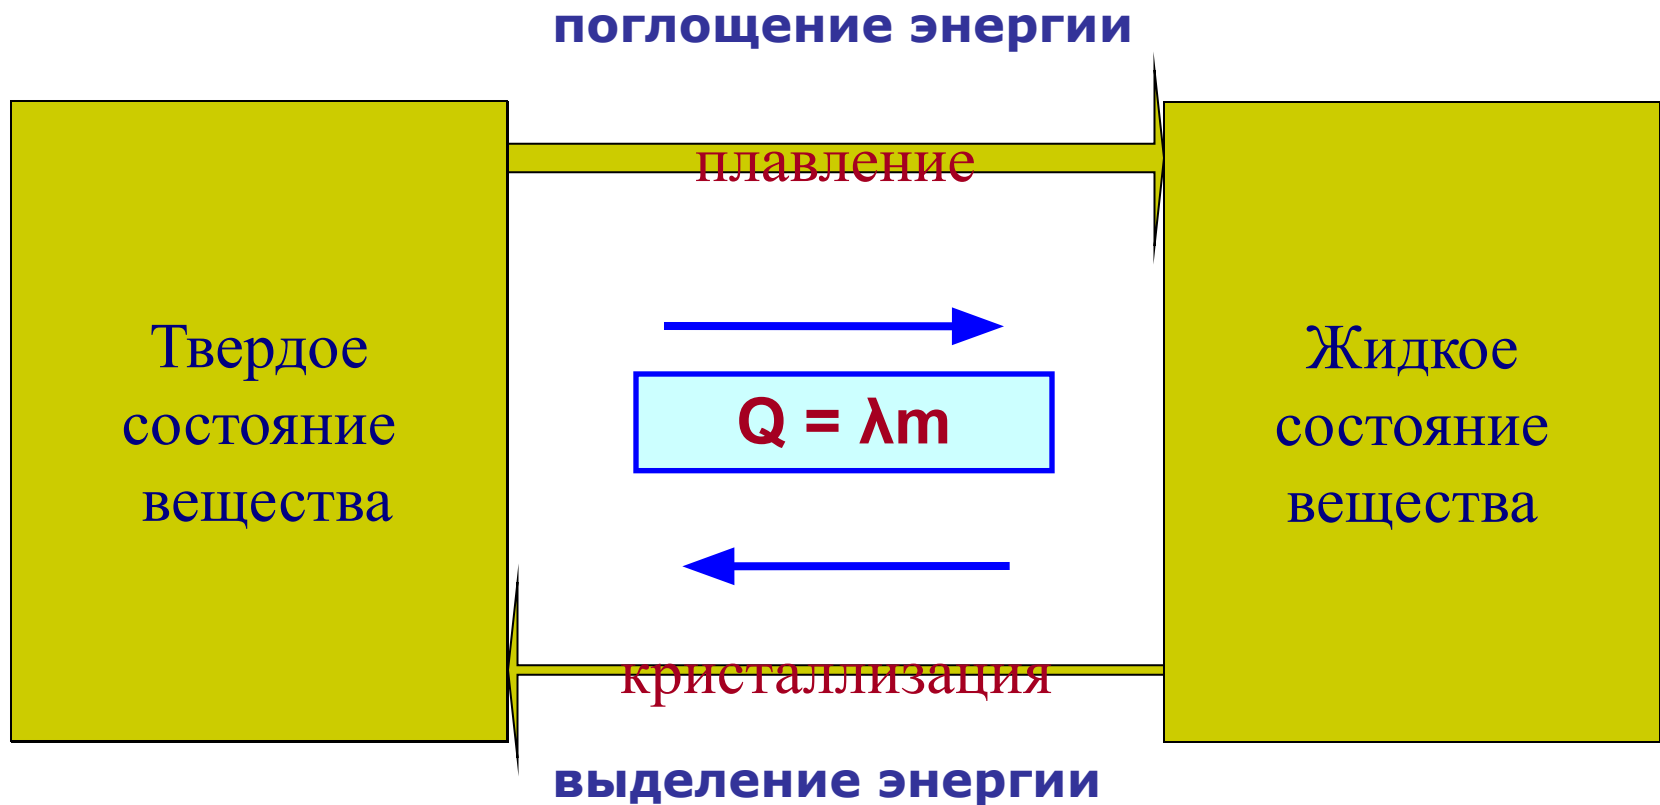 поглощение энергии
плавление
Твердое
состояние
вещества
Q = λm
Жидкое
состояние
вещества
кристаллизация
выделение энергии